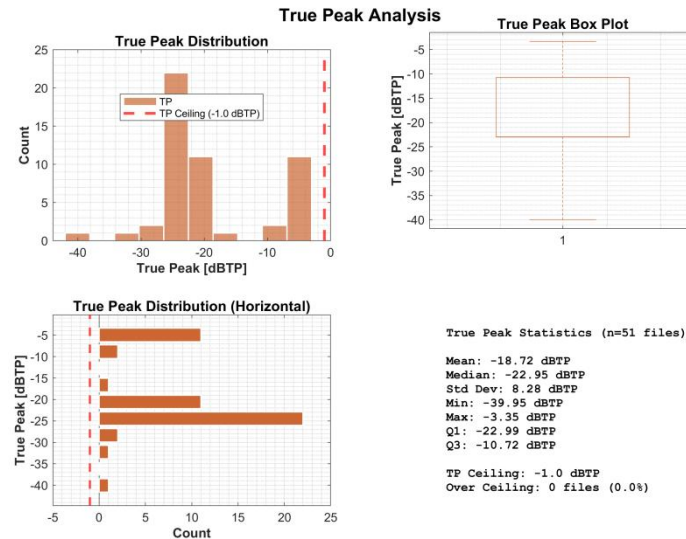 True Peak Analysis
True Peak Distribution
25
20
15
10
5
0
Count
TP
TP Ceiling (-1.0 dBTP)
-40
-30
-20
-10
0
True Peak [dBTP]
True Peak Box Plot
-5
-10
-15
-20
-25
-30
-35
-40
True Peak [dBTP]
1
True Peak Distribution (Horizontal)
-5
-10
-15
-20
-25
-30
-35
-40
True Peak [dBTP]
-5
0
5
10
15
20
25
Count
True Peak Statistics (n=51 files)
Mean: -18.72 dBTP
Median: -22.95 dBTP
Std Dev: 8.28 dBTP
Min: -39.95 dBTP
Max: -3.35 dBTP
Q1: -22.99 dBTP
Q3: -10.72 dBTP
TP Ceiling: -1.0 dBTP
Over Ceiling: 0 files (0.0%)